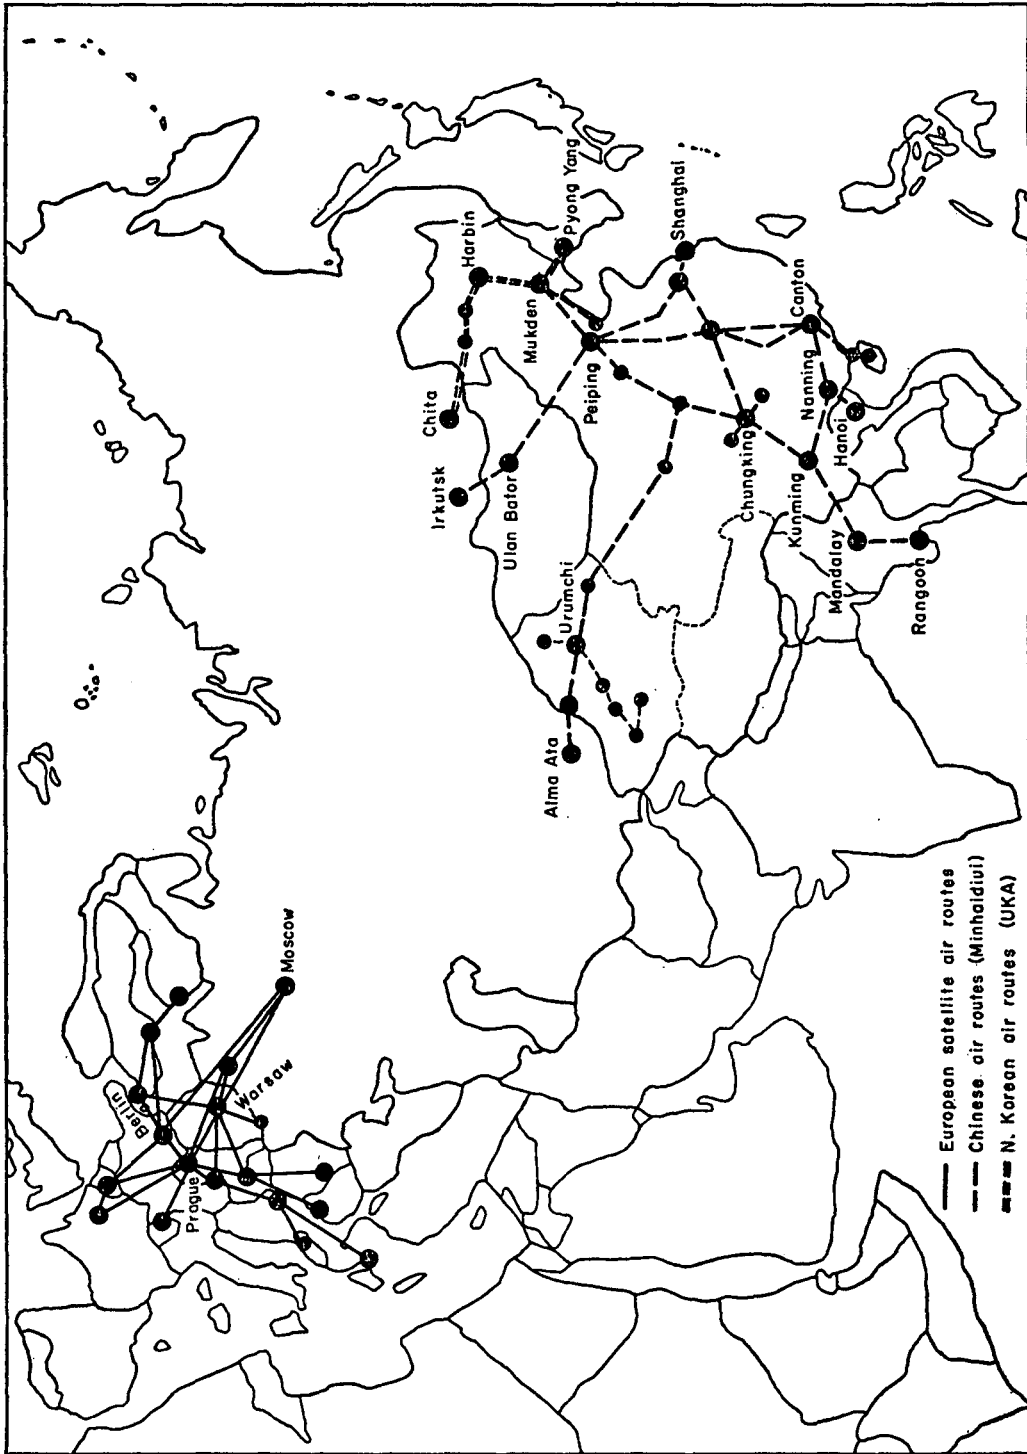 Moscow
Berlin
Warsaw
Prague
Alma Ata
Urumchi
Irkutsk
Ulan Bator
Chita
Harbin
Mukden
Pyong Yang
Peiping
Shanghai
Chungking
Canton
Nanning
Hanoi
Kunming
Mandalay
Rangoon
European satellite air routes
Chinese air routes (Minhaidiui)
N. Korean air routes (UKA)